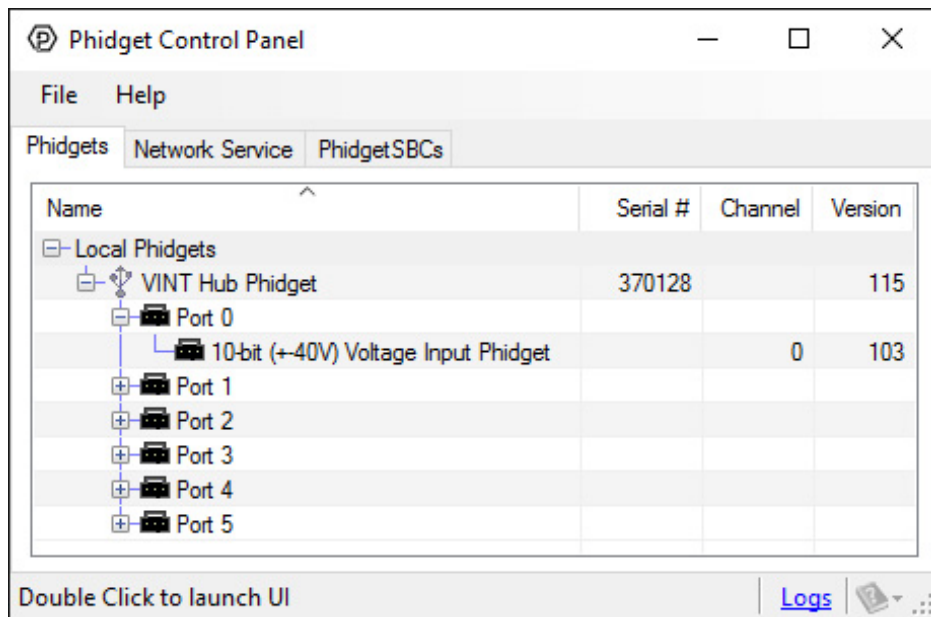 Phidget Control Panel
File Help
Phidgets Network Service PhidgetSBCs
Name Serial # Channel Version
Local Phidgets
VINT Hub Phidget 370128 115
Port 0
10-bit (+-40V) Voltage Input Phidget 0 103
Port 1
Port 2
Port 3
Port 4
Port 5
Double Click to launch UI Logs